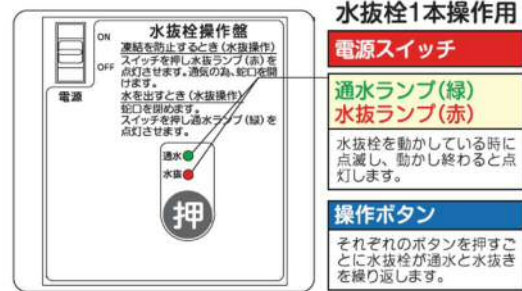 水抜栓操作盤
凍結を防止するとき(水抜操作)
スイッチを押し水抜ランプ(赤)を
点灯させます。通気の為、蛇口を開
けます。
水を出すとき(水抜操作)
蛇口を閉めます。
スイッチを押し通水ランプ(緑)を
点灯させます。
ON
OFF
電源
通水
水抜
押
水抜栓1本操作用
電源スイッチ
通水ランプ(緑)
水抜ランプ(赤)
水抜栓を動かしている時に
点滅し、動かし終わると点
灯します。
操作ボタン
それぞれのボタンを押すご
とに水抜栓が通水と水抜き
を繰り返します。